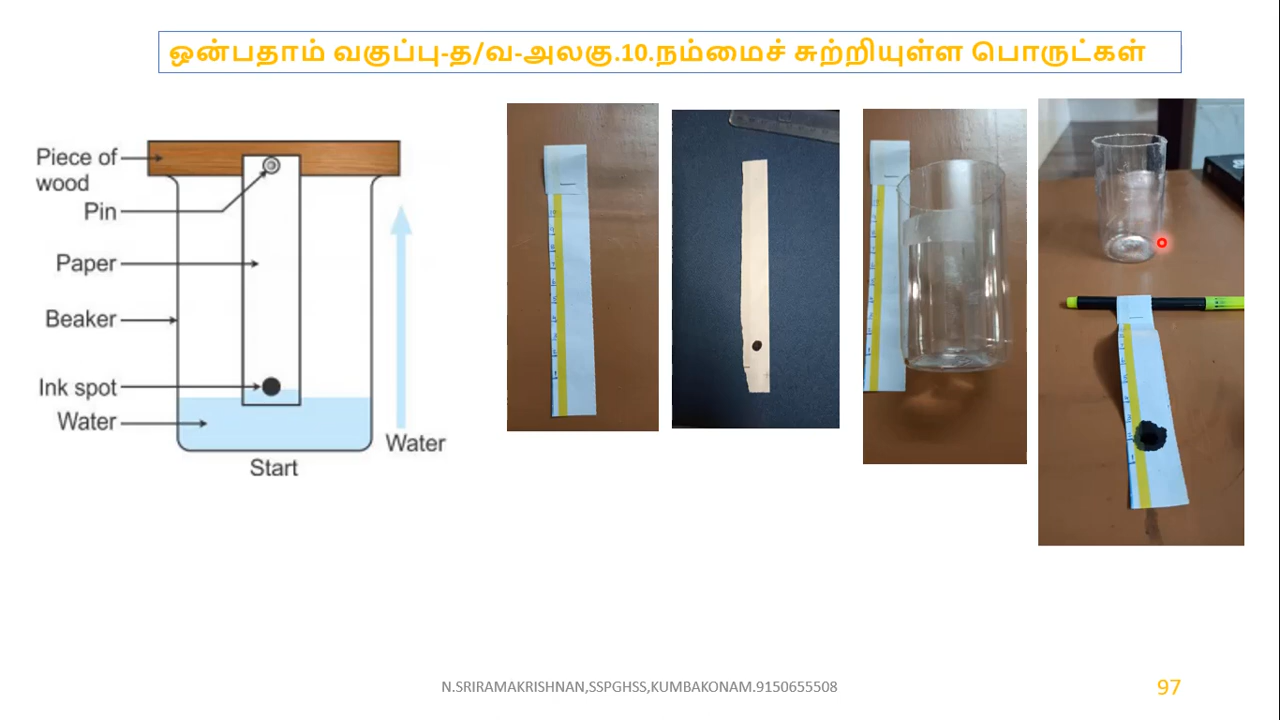 ஒன்பதாம் வகுப்பு-த/வ-அலகு.10.நம்மைச் சுற்றியுள்ள பொருட்கள்
Piece of
wood
Pin
Paper
Beaker
Ink spot
Water
Water
Start
N.SRIRAMAKRISHNAN,SSPGHSS,KUMBAKONAM.9150655508
97